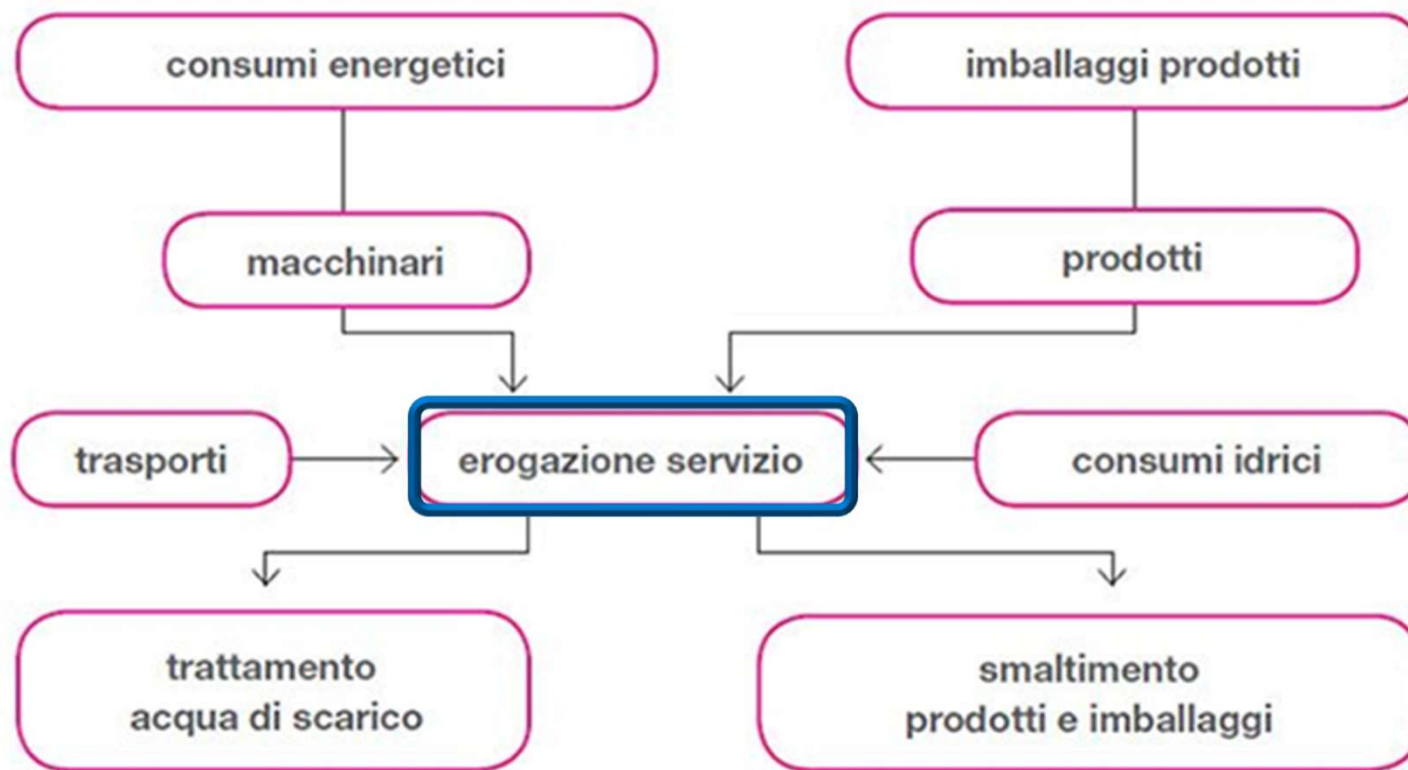 consumi energetici
imballaggi prodotti
macchinari
prodotti
trasporti
erogazione servizio
consumi idrici
trattamento
acqua di scarico
smaltimento
prodotti e imballaggi